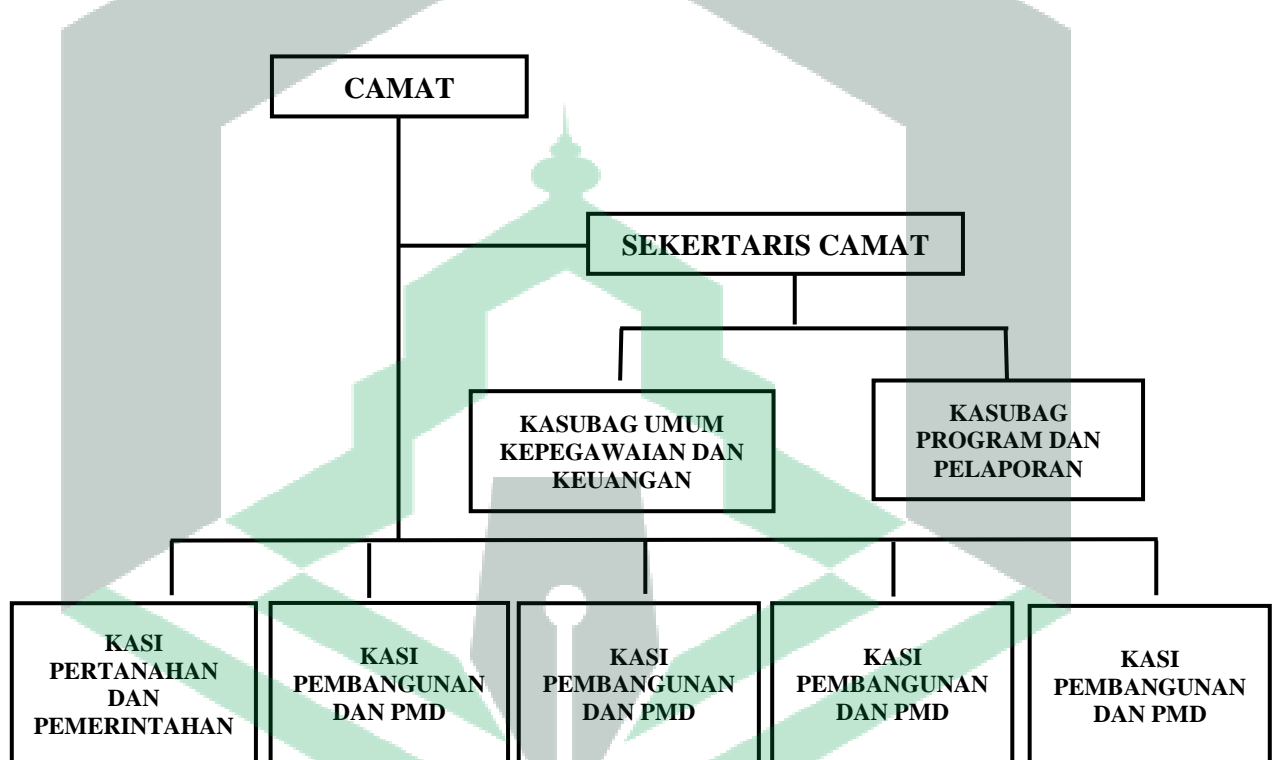 CAMAT
SEKERTARIS CAMAT
KASUBAG UMUM
KEPEGAWAIAN DAN
KEUANGAN
KASUBAG
PROGRAM DAN
PELAPORAN
KASI
PERTANAHAN
DAN
PEMERINTAHAN
KASI
PEMBANGUNAN
DAN PMD
KASI
PEMBANGUNAN
DAN PMD
KASI
PEMBANGUNAN
DAN PMD
KASI
PEMBANGUNAN
DAN PMD